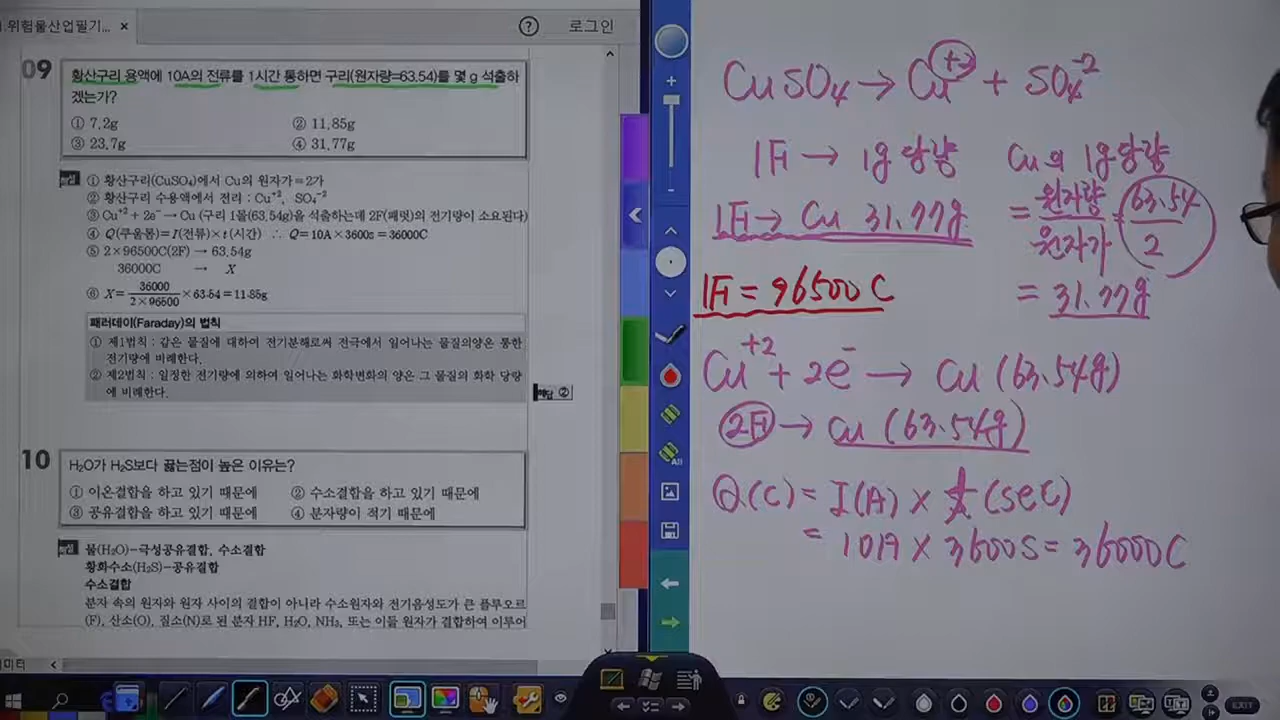 .위험물산업필기... ×
? 로그인
09 황산구리 용액에 10A의 전류를 1시간 통하면 구리(원자량=63.54)를 몇 g 석출하
겠는가?
① 7.2g ② 11.85g
③ 23.7g ④ 31.77g
① 황산구리(CuSO₄)에서 Cu의 원자가=2가
② 황산구리 수용액에서 전리 : Cu⁺², SO₄⁻²
③ Cu⁺²+2e⁻→Cu (구리 1몰(63.54g)을 석출하는데 2F(패럿)의 전기량이 소요된다)
④ Q(쿠울롬)=I(전류)×t(시간) ∴ Q=10A×3600s=36000C
⑤ 2×96500C(2F) → 63.54g
36000C → X
⑥ X=36000/(2×96500)×63.54=11.85g
패러데이(Faraday)의 법칙
① 제1법칙 : 같은 물질에 대하여 전기분해로써 전극에서 일어나는 물질의양은 통한
전기량에 비례한다.
② 제2법칙 : 일정한 전기량에 의하여 일어나는 화학변화의 양은 그 물질의 화학 당량
에 비례한다.
②
10 H₂O가 H₂S보다 끓는점이 높은 이유는?
① 이온결합을 하고 있기 때문에 ② 수소결합을 하고 있기 때문에
③ 공유결합을 하고 있기 때문에 ④ 분자량이 적기 때문에
물(H₂O)-극성공유결합, 수소결합
황화수소(H₂S)-공유결합
수소결합
분자 속의 원자와 원자 사이의 결합이 아니라 수소원자와 전기음성도가 큰 플루오르
(F), 산소(O), 질소(N)로 된 분자 HF, H₂O, NH₃, 또는 이들 원자가 결합하여 이루어
CuSO₄ → Cu⁺² + SO₄⁻²
1F → 1g당량
1F → Cu 31.77g
1F = 96500C
Cu의 1g당량
= 원자량/원자가 = 63.54/2
= 31.77g
Cu⁺² + 2e⁻ → Cu (63.54g)
2F → Cu (63.54g)
Q(C) = I(A) × t(sec)
= 10A × 3600s = 36000C
All
EXIT